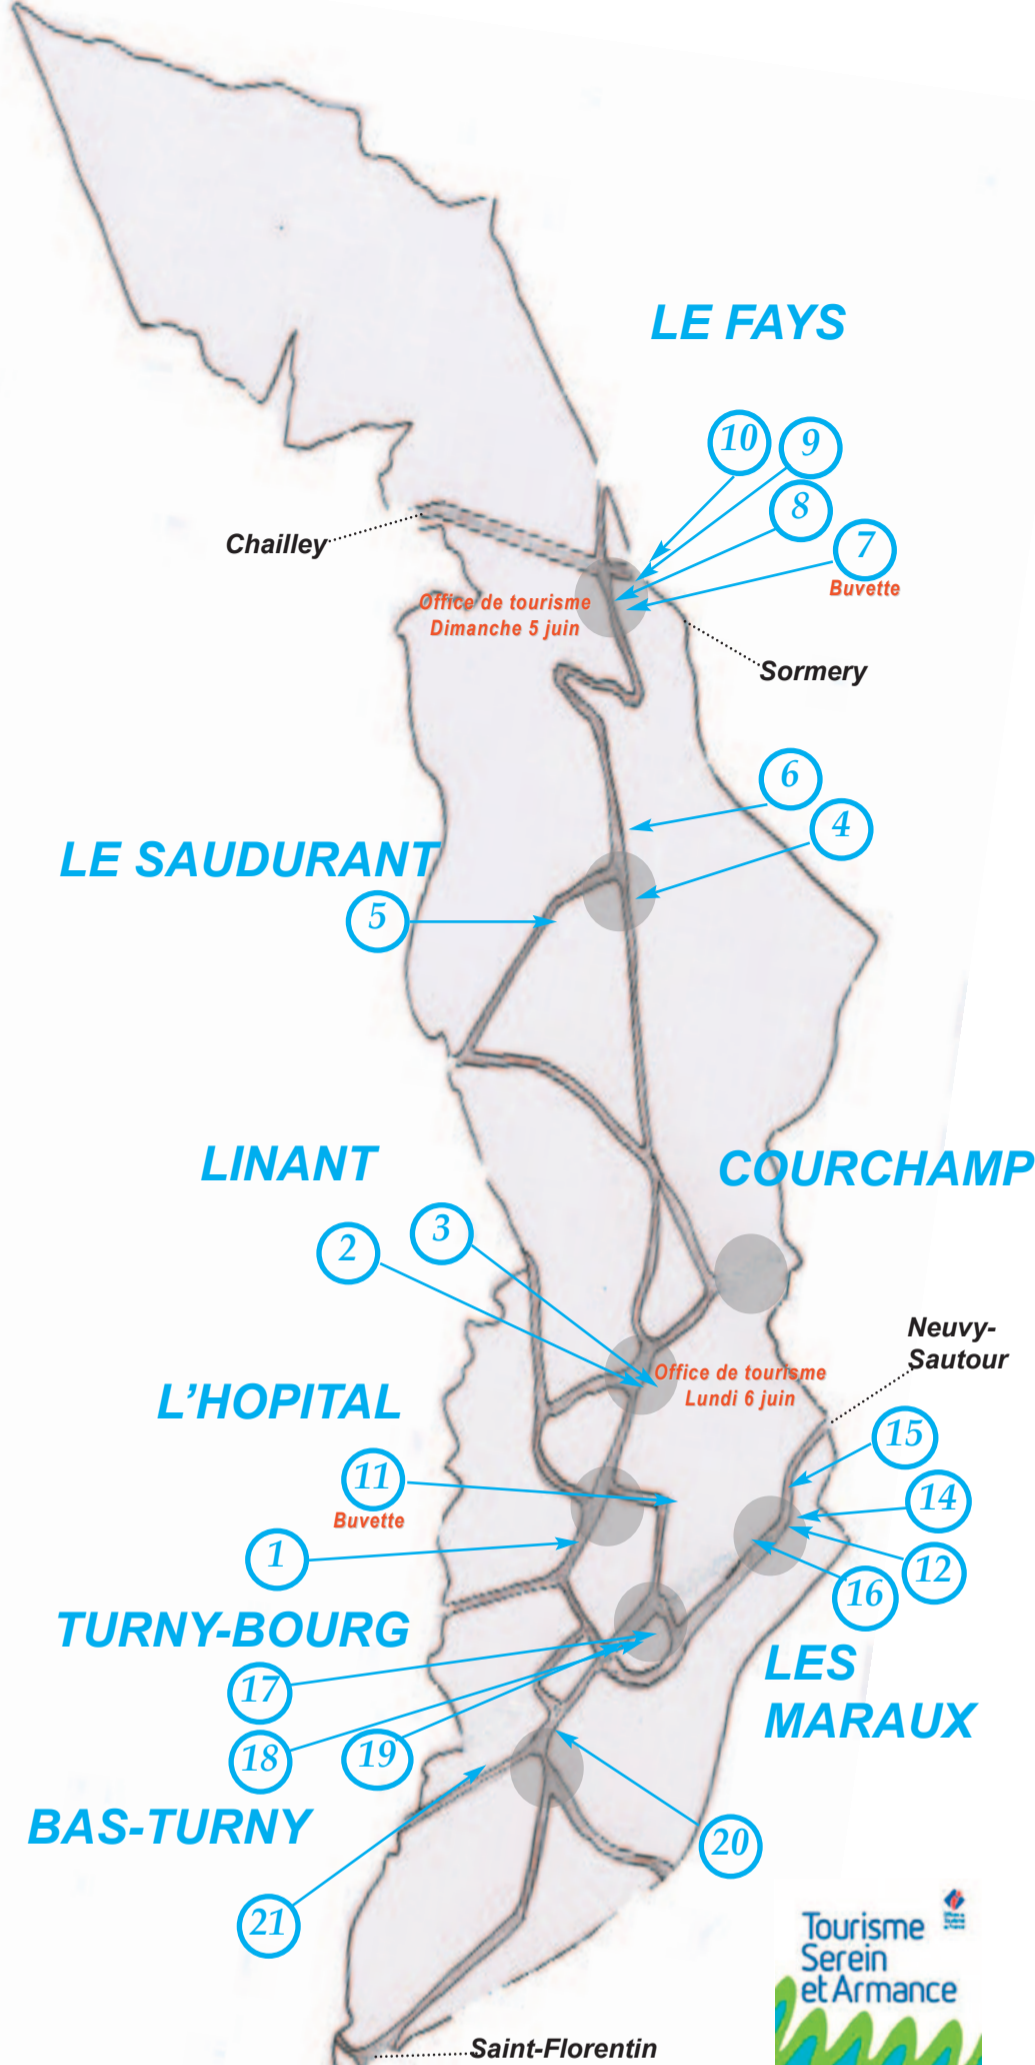 LE FAYS
10
9
8
7
Buvette
Chailley
Office de tourisme
Dimanche 5 juin
Sormery
6
4
LE SAUDURANT
5
LINANT
COURCHAMP
3
2
Neuvy-
Sautour
Office de tourisme
Lundi 6 juin
L'HOPITAL
15
11
Buvette
14
1
12
16
TURNY-BOURG
LES
MARAUX
17
18
19
BAS-TURNY
20
21
Tourisme
Serein
et Armance
Saint-Florentin